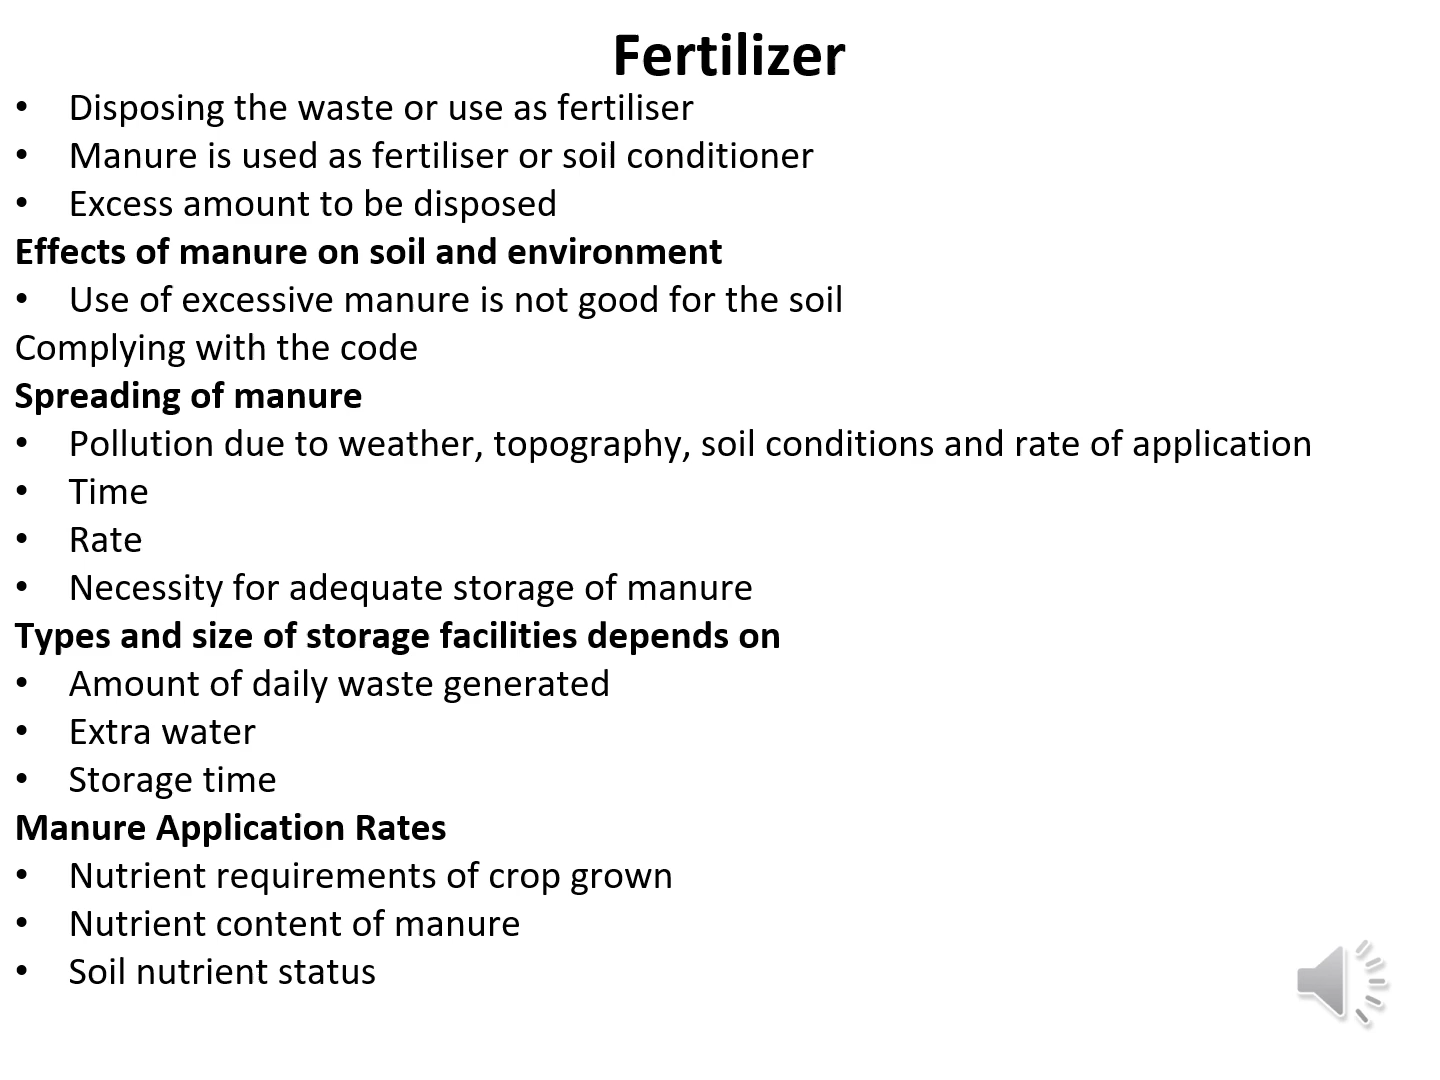 Fertilizer
• Disposing the waste or use as fertiliser
• Manure is used as fertiliser or soil conditioner
• Excess amount to be disposed
Effects of manure on soil and environment
• Use of excessive manure is not good for the soil
Complying with the code
Spreading of manure
• Pollution due to weather, topography, soil conditions and rate of application
• Time
• Rate
• Necessity for adequate storage of manure
Types and size of storage facilities depends on
• Amount of daily waste generated
• Extra water
• Storage time
Manure Application Rates
• Nutrient requirements of crop grown
• Nutrient content of manure
• Soil nutrient status